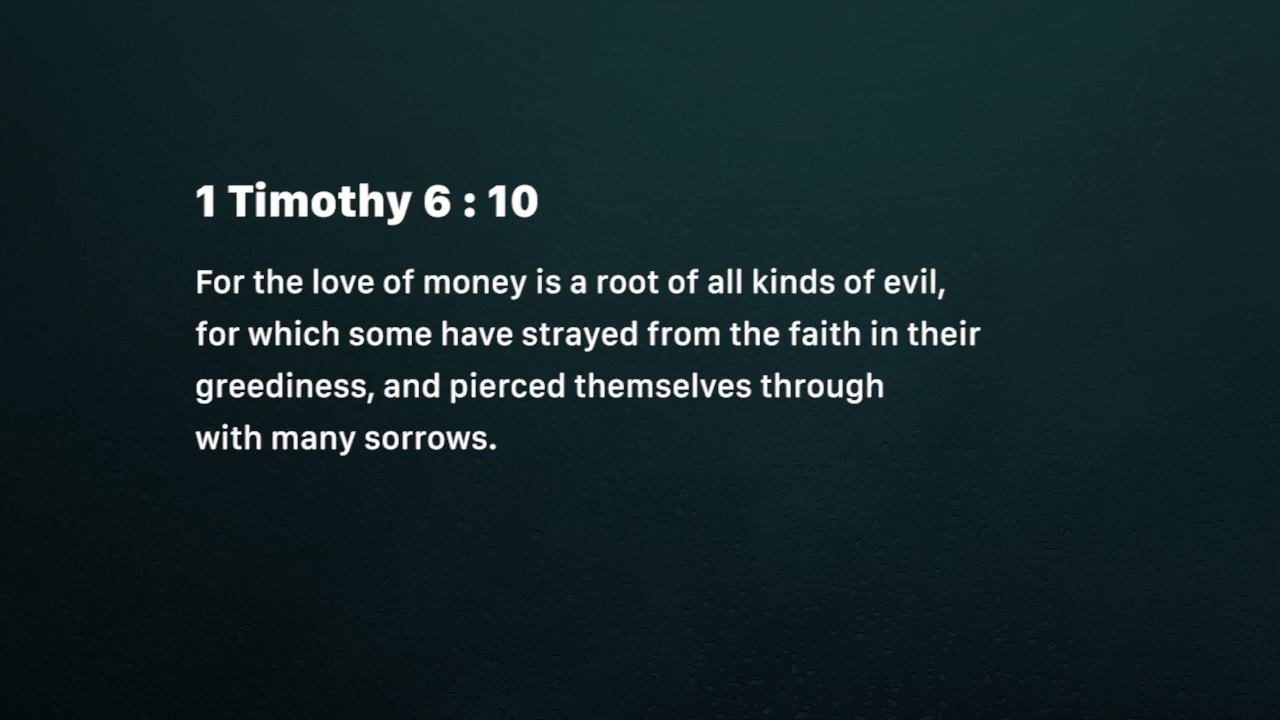 1 Timothy 6 : 10
For the love of money is a root of all kinds of evil,
for which some have strayed from the faith in their
greediness, and pierced themselves through
with many sorrows.